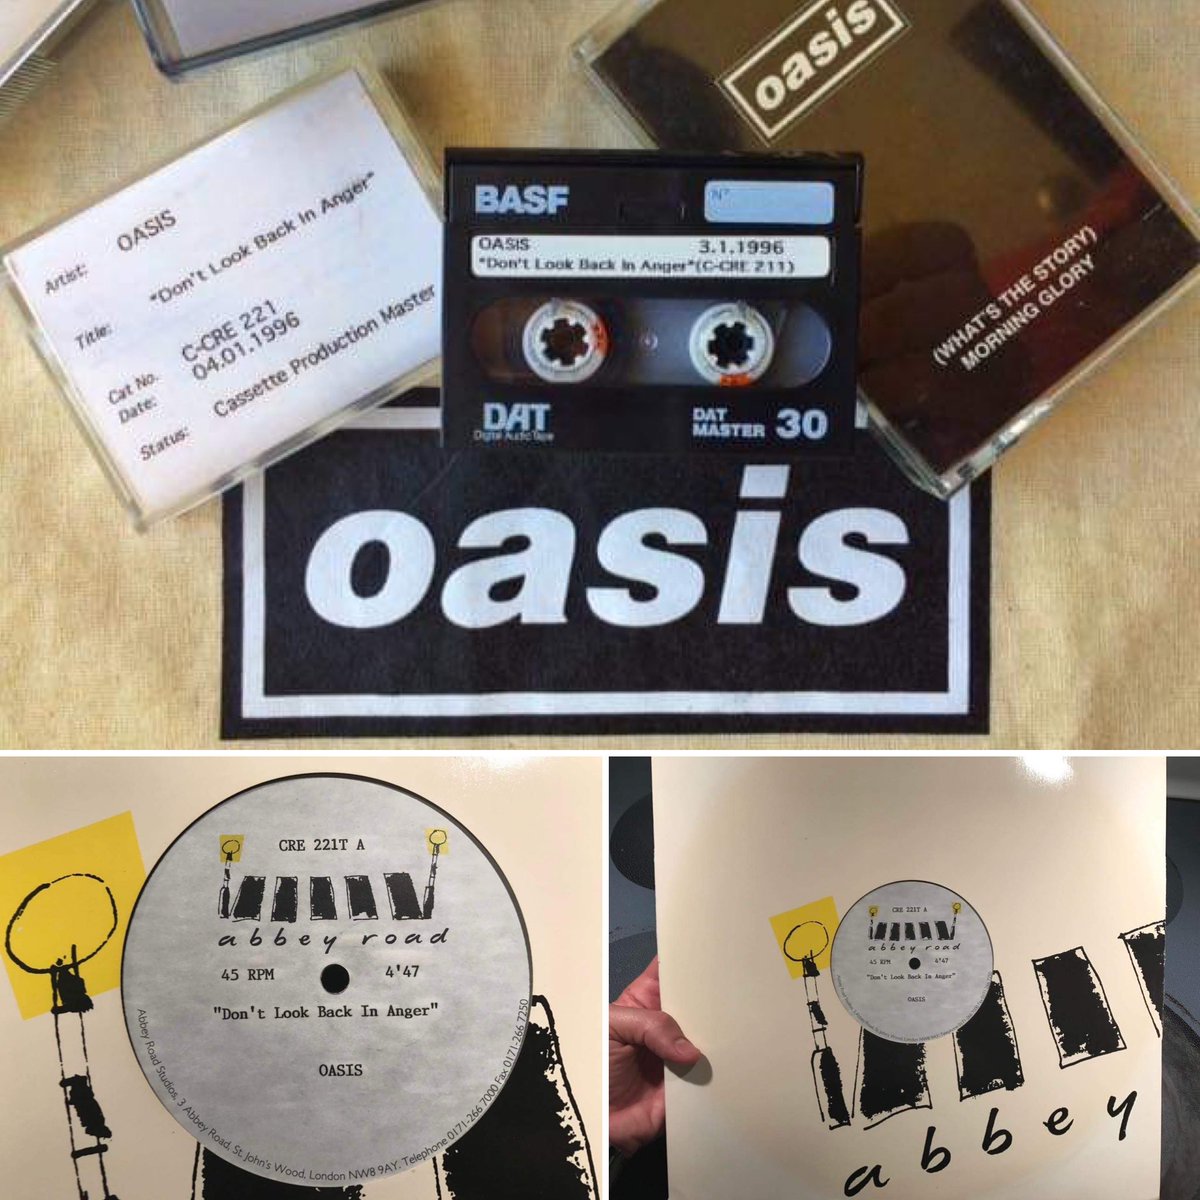 Artist: OASIS
Title: "Don't Look Back In Anger"
Cat No. C-CRE 221
Date: 04.01.1996
Status: Cassette Production Master
BASF
INT
OASIS 3.1.1996
"Don't Look Back In Anger"(C-CRE 211)
DAT
Digital Audio Tape
DAT
MASTER 30
oasis
(WHAT'S THE STORY)
MORNING GLORY
oasis
CRE 221T A
abbey road
45 RPM 4'47
"Don't Look Back In Anger"
OASIS
Abbey Road Studios, 3 Abbey Road, St. John's Wood, London NW8 9AY. Telephone 0171-266 7000 Fax 0171-266 7250
CRE 221T A
abbey road
45 RPM 4'47
"Don't Look Back In Anger"
OASIS
abbey